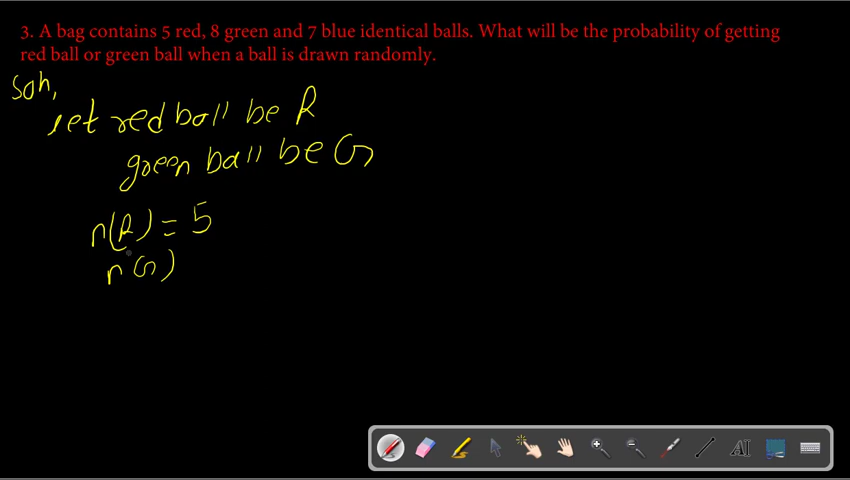 3. A bag contains 5 red, 8 green and 7 blue identical balls. What will be the probability of getting
red ball or green ball when a ball is drawn randomly.
Soln,
let red ball be R
green ball be G
n(R) = 5
n(G)
AI